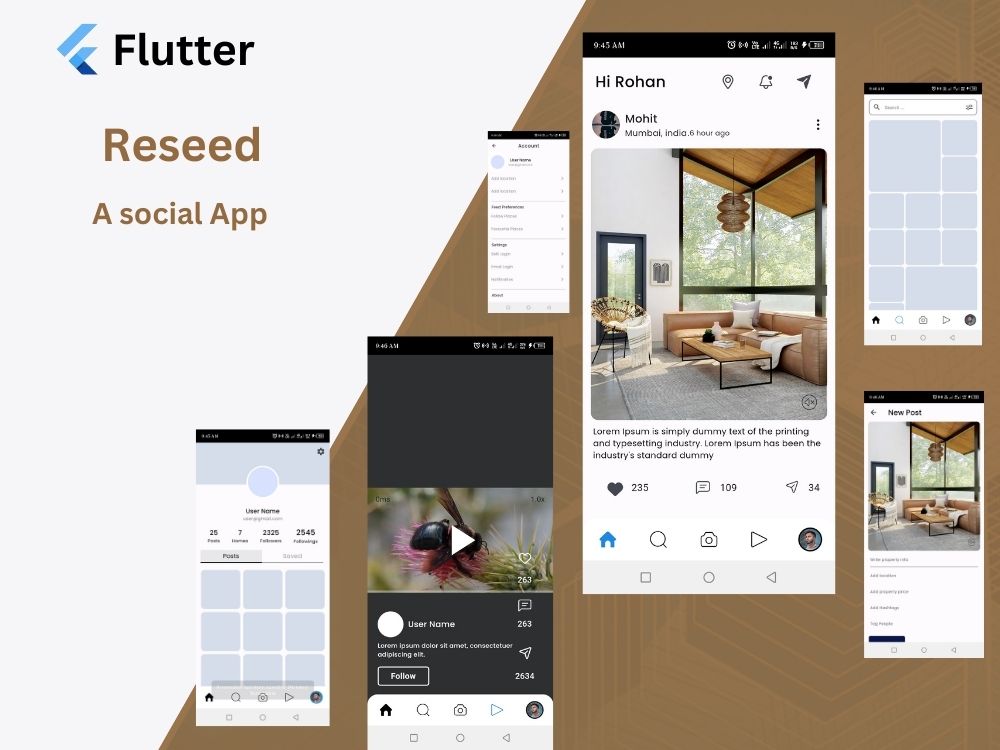 Flutter
Reseed
A social App
Account
User Name
Add location
Add location
Feed Preferences
Follow Places
Favourite Places
Settings
Edit Login
Email Login
Notification
About
9:45 AM
Hi Rohan
Mohit
Mumbai, india.6 hour ago
Lorem Ipsum is simply dummy text of the printing
and typesetting industry. Lorem Ipsum has been the
industry's standard dummy
235
109
34
Search ...
9:46 AM
New Post
Write property info
Add location
Add property price
Add Hashtags
Tag People
9:46 AM
0ms
1.0x
263
263
User Name
Lorem ipsum dolor sit amet, consectetuer
adipiscing elit.
Follow
2634
9:45 AM
User Name
user@gmail.com
25 7 2325 2545
Posts Homes Followers Followings
Posts Saved